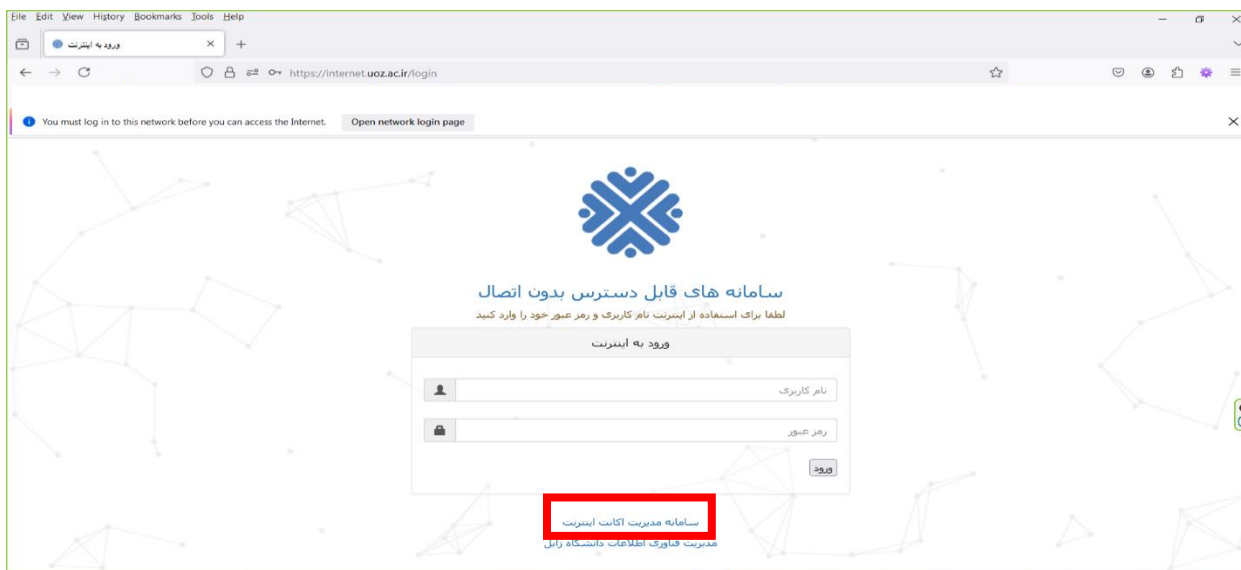 File Edit View History Bookmarks Tools Help
ورود به اینترنت
https://internet.uoz.ac.ir/login
You must log in to this network before you can access the Internet. Open network login page
سامانه های قابل دسترس بدون اتصال
لطفا برای استفاده از اینترنت نام کاربری و رمز عبور خود را وارد کنید
ورود به اینترنت
نام کاربری
رمز عبور
ورود
سامانه مدیریت اکانت اینترنت
مدیریت فناوری اطلاعات دانشگاه زابل